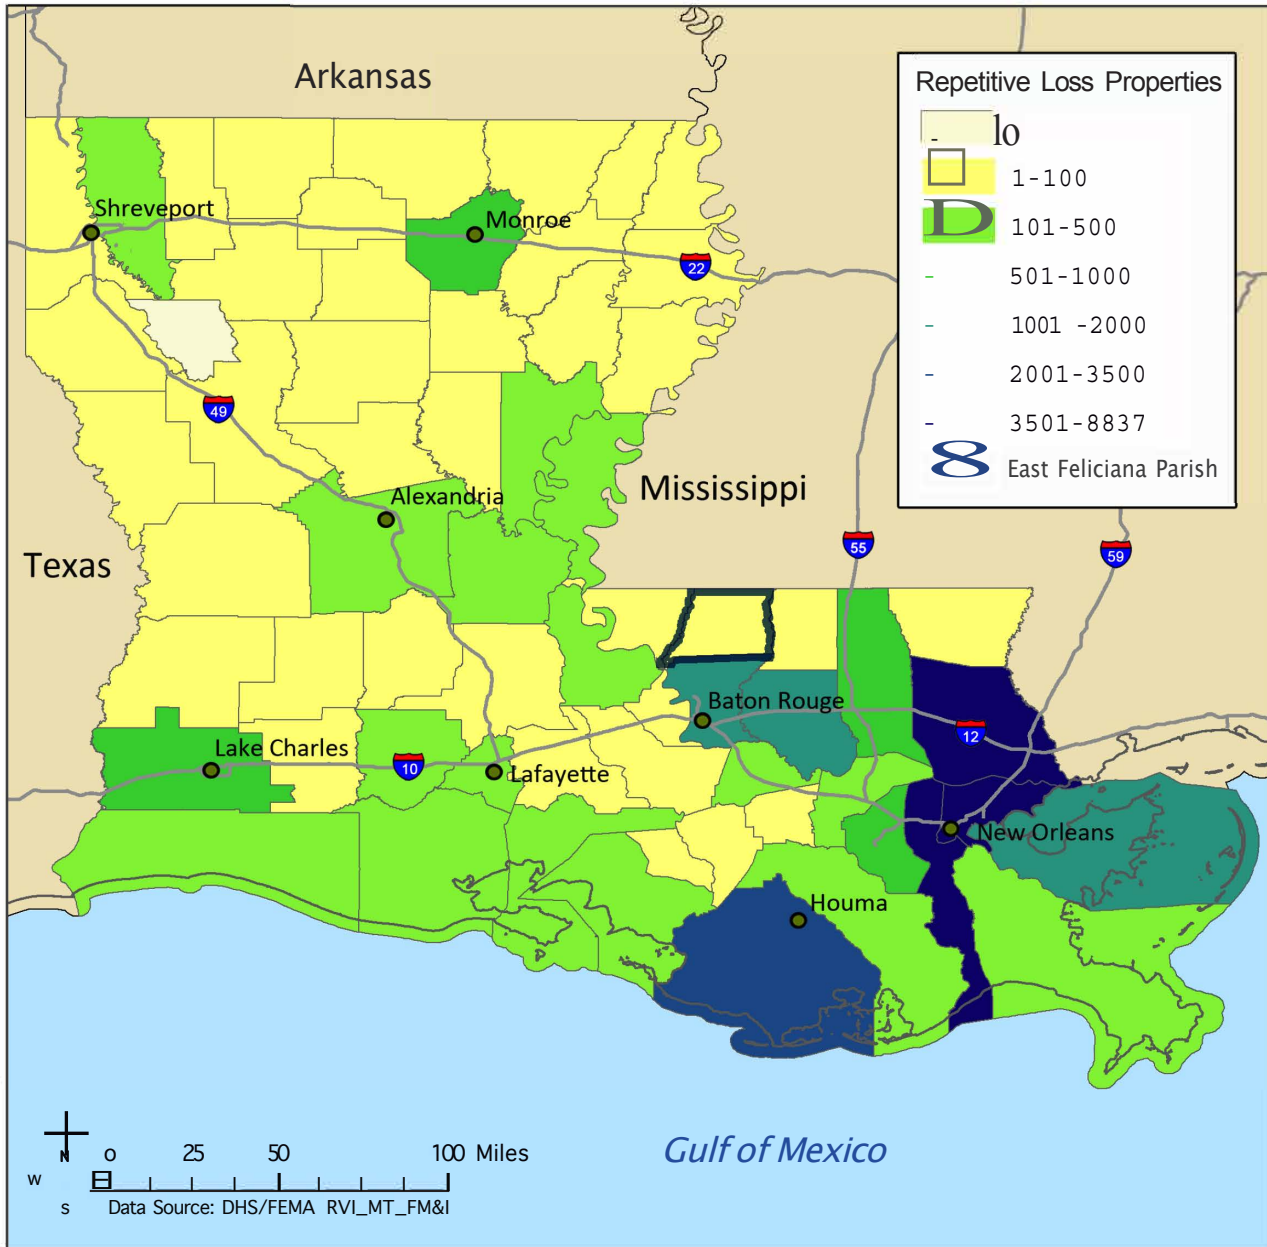 Arkansas
Repetitive Loss Properties
- lo
1-100
D 101-500
- 501-1000
- 1001 -2000
- 2001-3500
- 3501-8837
8 East Feliciana Parish
Shreveport
Monroe
22
49
Alexandria
Mississippi
Texas
55
59
Baton Rouge
12
Lake Charles
10
Lafayette
New Orleans
Houma
Gulf of Mexico
N
W
S
0 25 50 100 Miles
Data Source: DHS/FEMA RVI_MT_FM&I